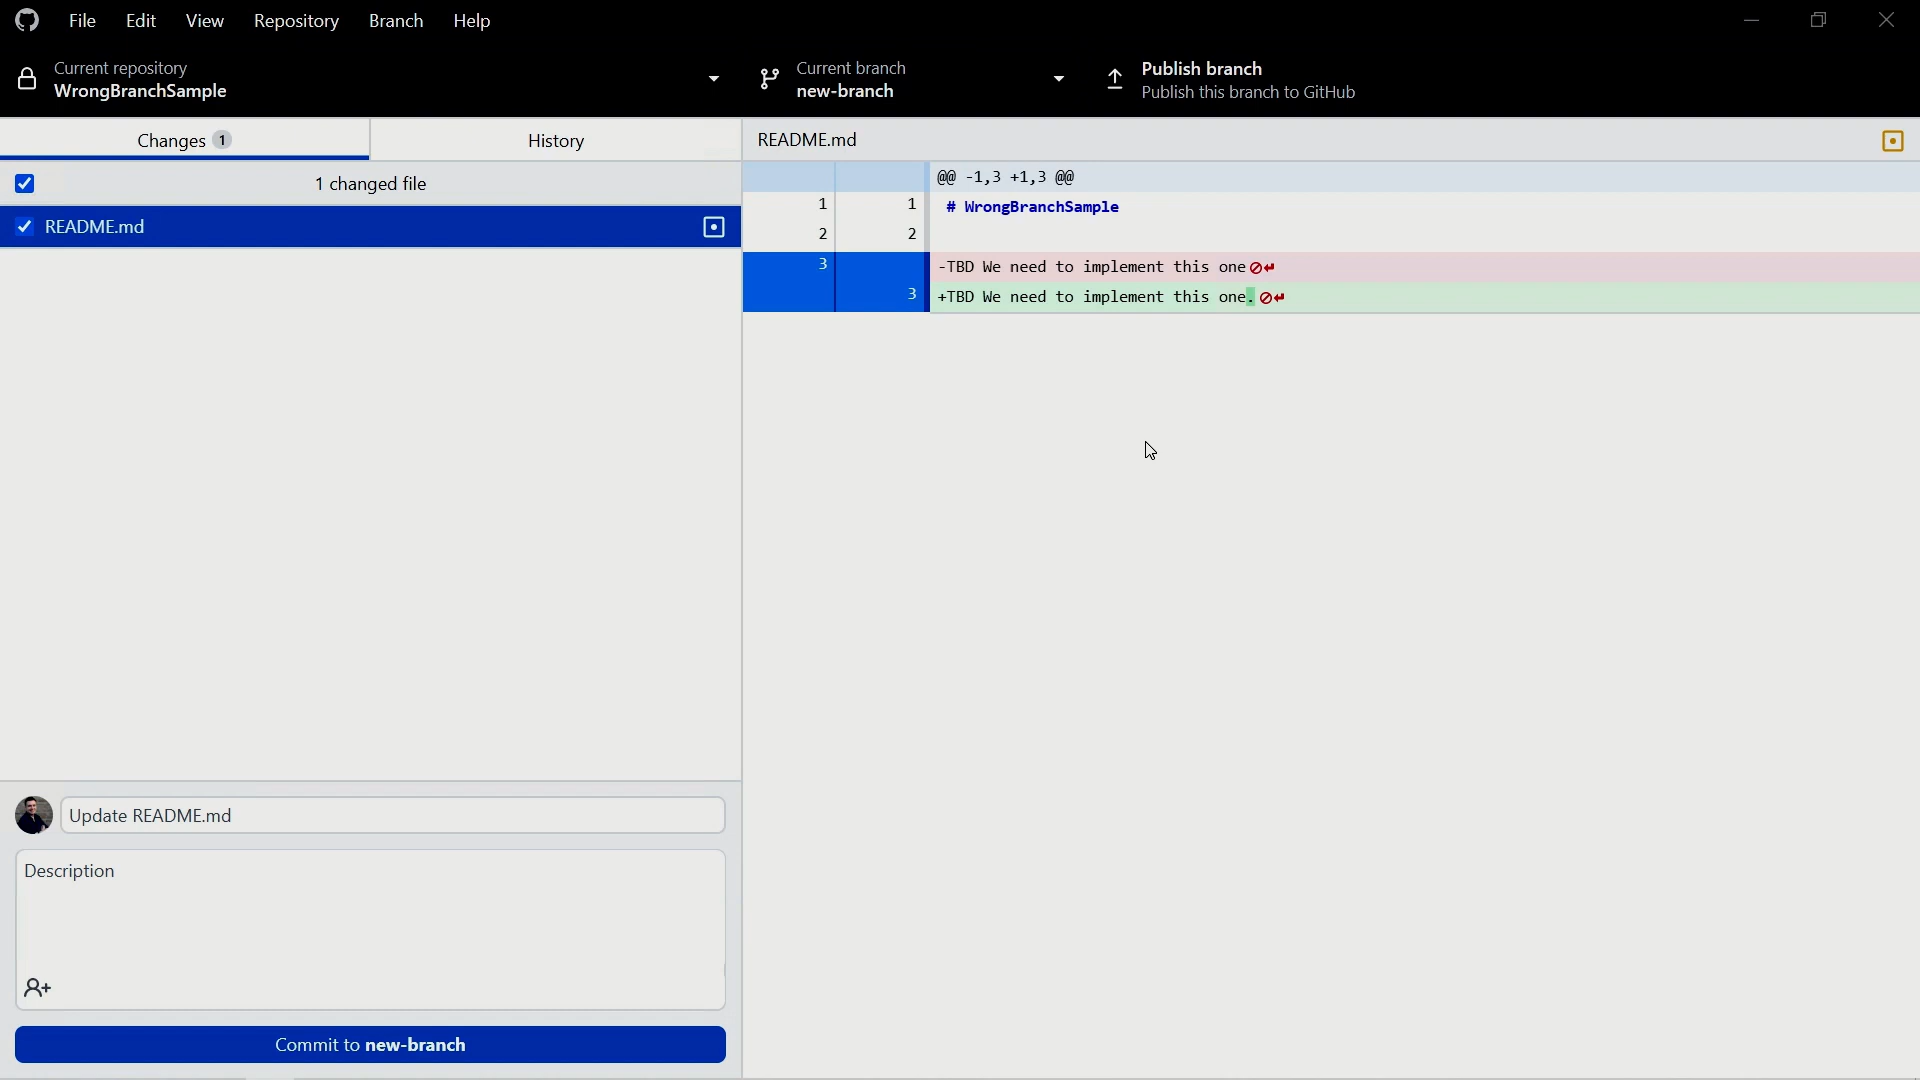 File Edit View Repository Branch Help
Current repository
WrongBranchSample
Current branch
new-branch
Publish branch
Publish this branch to GitHub
Changes 1
History
README.md
1 changed file
README.md
@@ -1,3 +1,3 @@
1 1 # WrongBranchSample
2 2
3 -TBD We need to implement this one
3 +TBD We need to implement this one.
Update README.md
Description
Commit to new-branch